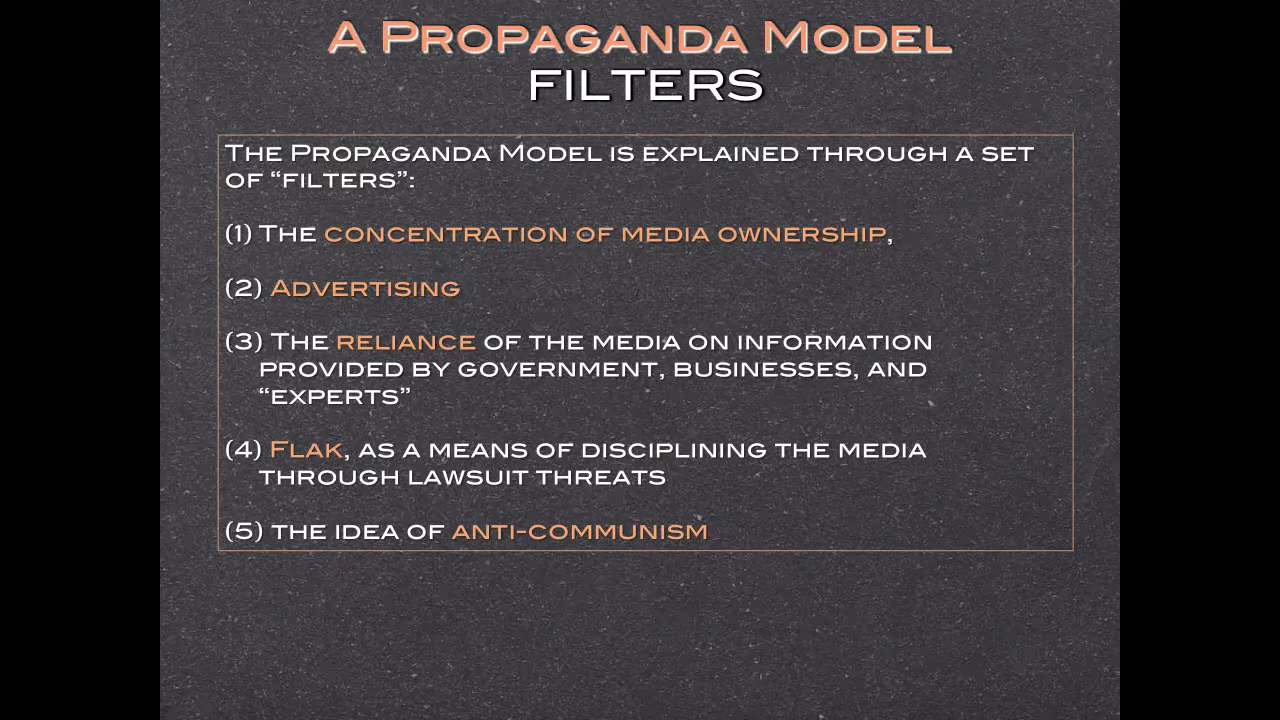 A Propaganda Model
FILTERS
The Propaganda Model is explained through a set
of “filters”:
(1) The concentration of media ownership,
(2) Advertising
(3) The reliance of the media on information
provided by government, businesses, and
“experts”
(4) Flak, as a means of disciplining the media
through lawsuit threats
(5) the idea of anti-communism